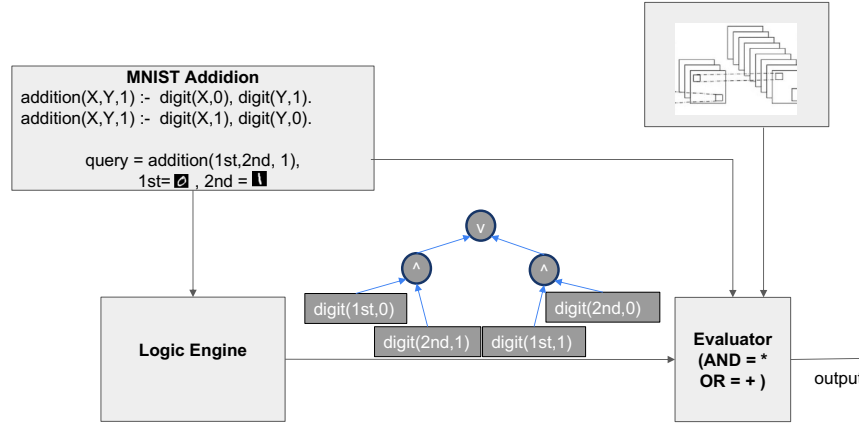 MNIST Addidion
addition(X,Y,1) :- digit(X,0), digit(Y,1).
addition(X,Y,1) :- digit(X,1), digit(Y,0).
query = addition(1st,2nd, 1),
1st= 0 , 2nd = 1
v
^
^
digit(1st,0)
digit(2nd,0)
digit(2nd,1)
digit(1st,1)
Logic Engine
Evaluator
(AND = *
OR = + )
output